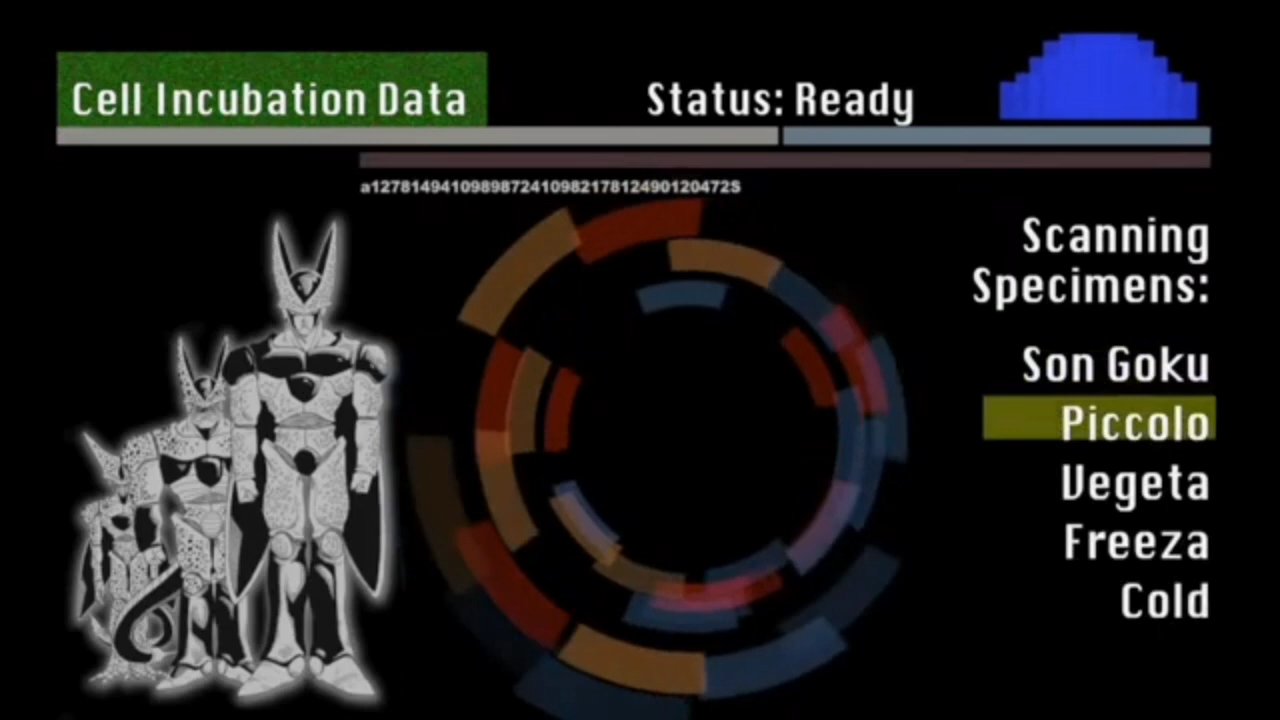 Cell Incubation Data
Status: Ready
a127814941098987241098217812490120472S
Scanning
Specimens:
Son Goku
Piccolo
Vegeta
Freeza
Cold